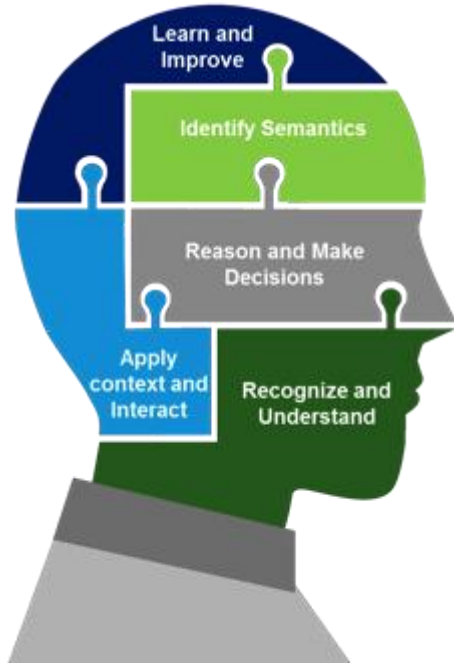 Learn and
Improve
Identify Semantics
Reason and Make
Decisions
Apply
context and
Interact
Recognize and
Understand